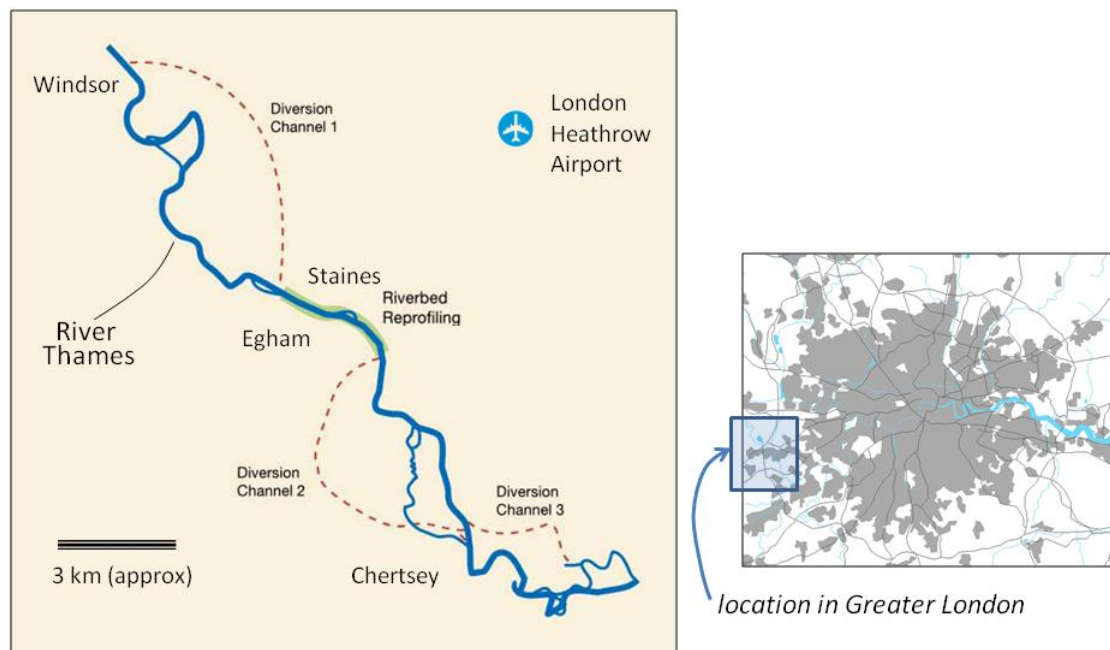 Windsor
Diversion
Channel 1
London
Heathrow
Airport
Staines
Riverbed
Reprofiling
Egham
River
Thames
Diversion
Channel 2
Diversion
Channel 3
3 km (approx)
Chertsey
location in Greater London